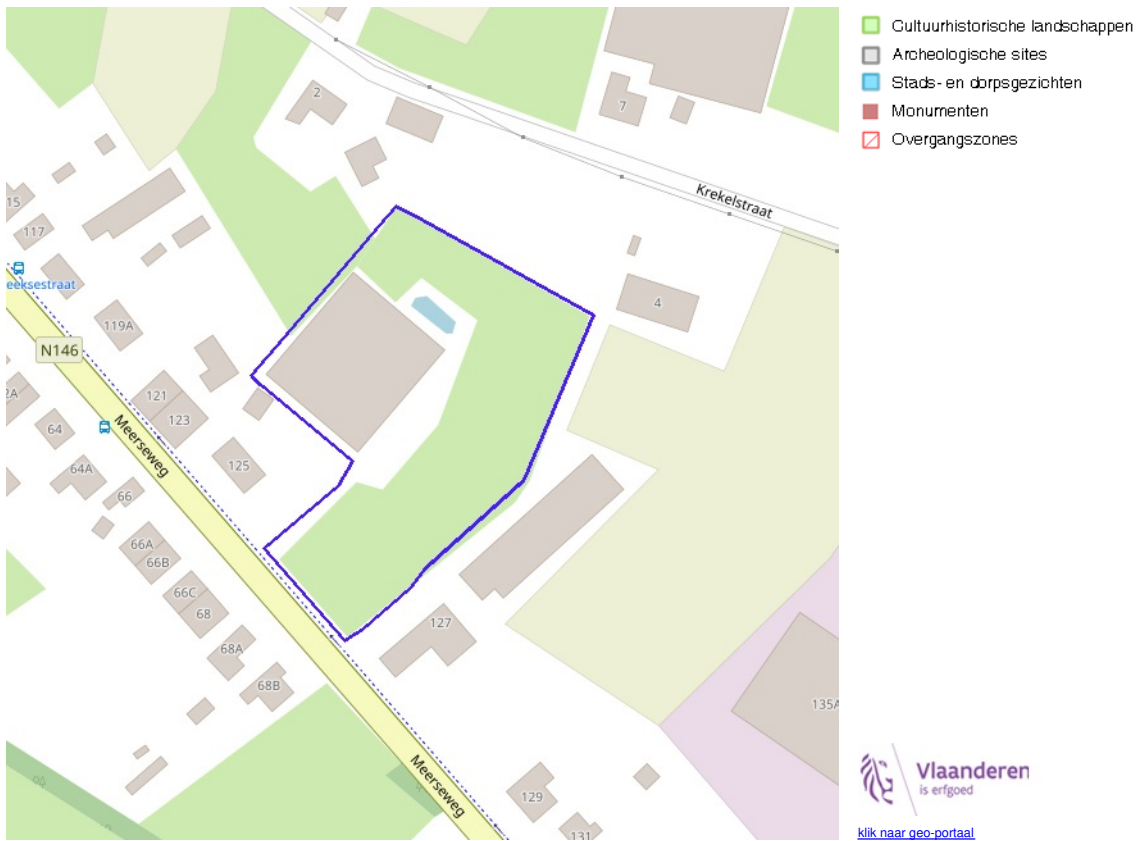 Cultuurhistorische landschappen
Archeologische sites
Stads- en dorpsgezichten
Monumenten
Overgangszones
2
7
Krekelstraat
15
117
eeksestraat
119A
4
N146
2A
121
123
64
Meerseweg
125
64A
66
66A
66B
66C
68
127
68A
68B
135A
Meerseweg
129
131
Vlaanderen
is erfgoed
klik naar geo-portaal